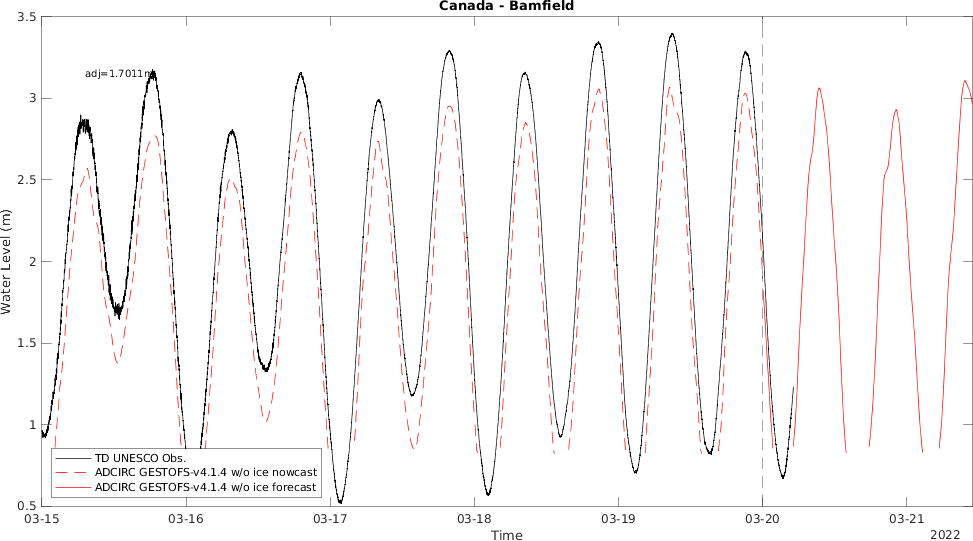 Canada - Bamfield
3.5
3
2.5
2
1.5
1
0.5
Water Level (m)
adj=1.7011m
TD UNESCO Obs.
ADCIRC GESTOFS-v4.1.4 w/o ice nowcast
ADCIRC GESTOFS-v4.1.4 w/o ice forecast
03-15 03-16 03-17 03-18 03-19 03-20 03-21
Time
2022